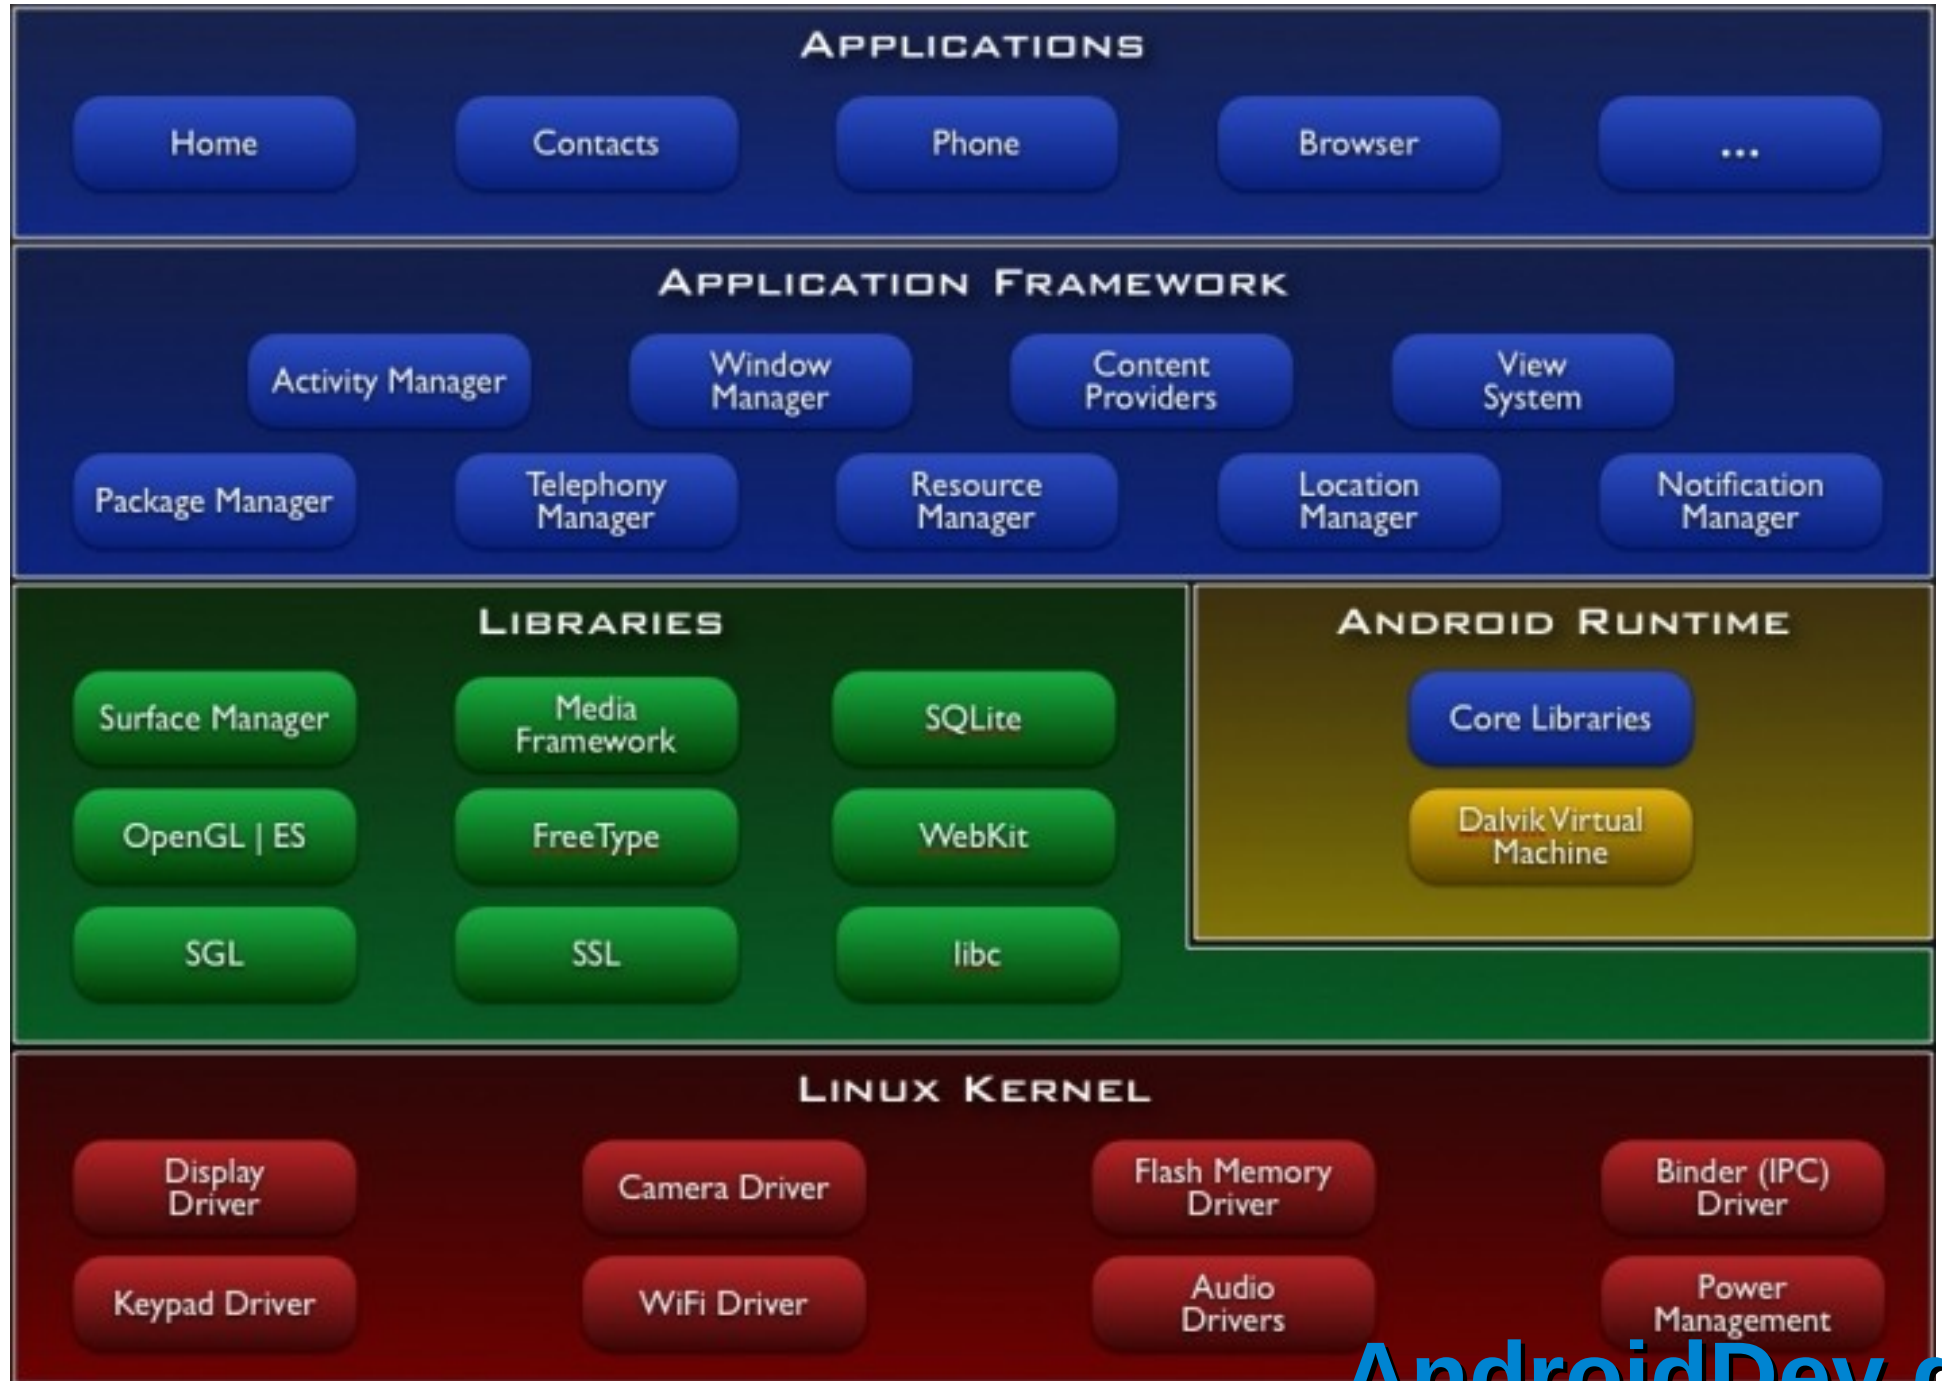 APPLICATIONS
Home
Contacts
Phone
Browser
...
APPLICATION FRAMEWORK
Activity Manager
Window
Manager
Content
Providers
View
System
Package Manager
Telephony
Manager
Resource
Manager
Location
Manager
Notification
Manager
LIBRARIES
Surface Manager
Media
Framework
SQLite
OpenGL | ES
FreeType
WebKit
SGL
SSL
libc
ANDROID RUNTIME
Core Libraries
Dalvik Virtual
Machine
LINUX KERNEL
Display
Driver
Camera Driver
Flash Memory
Driver
Binder (IPC)
Driver
Keypad Driver
WiFi Driver
Audio
Drivers
Power
Management
AndroidDev.